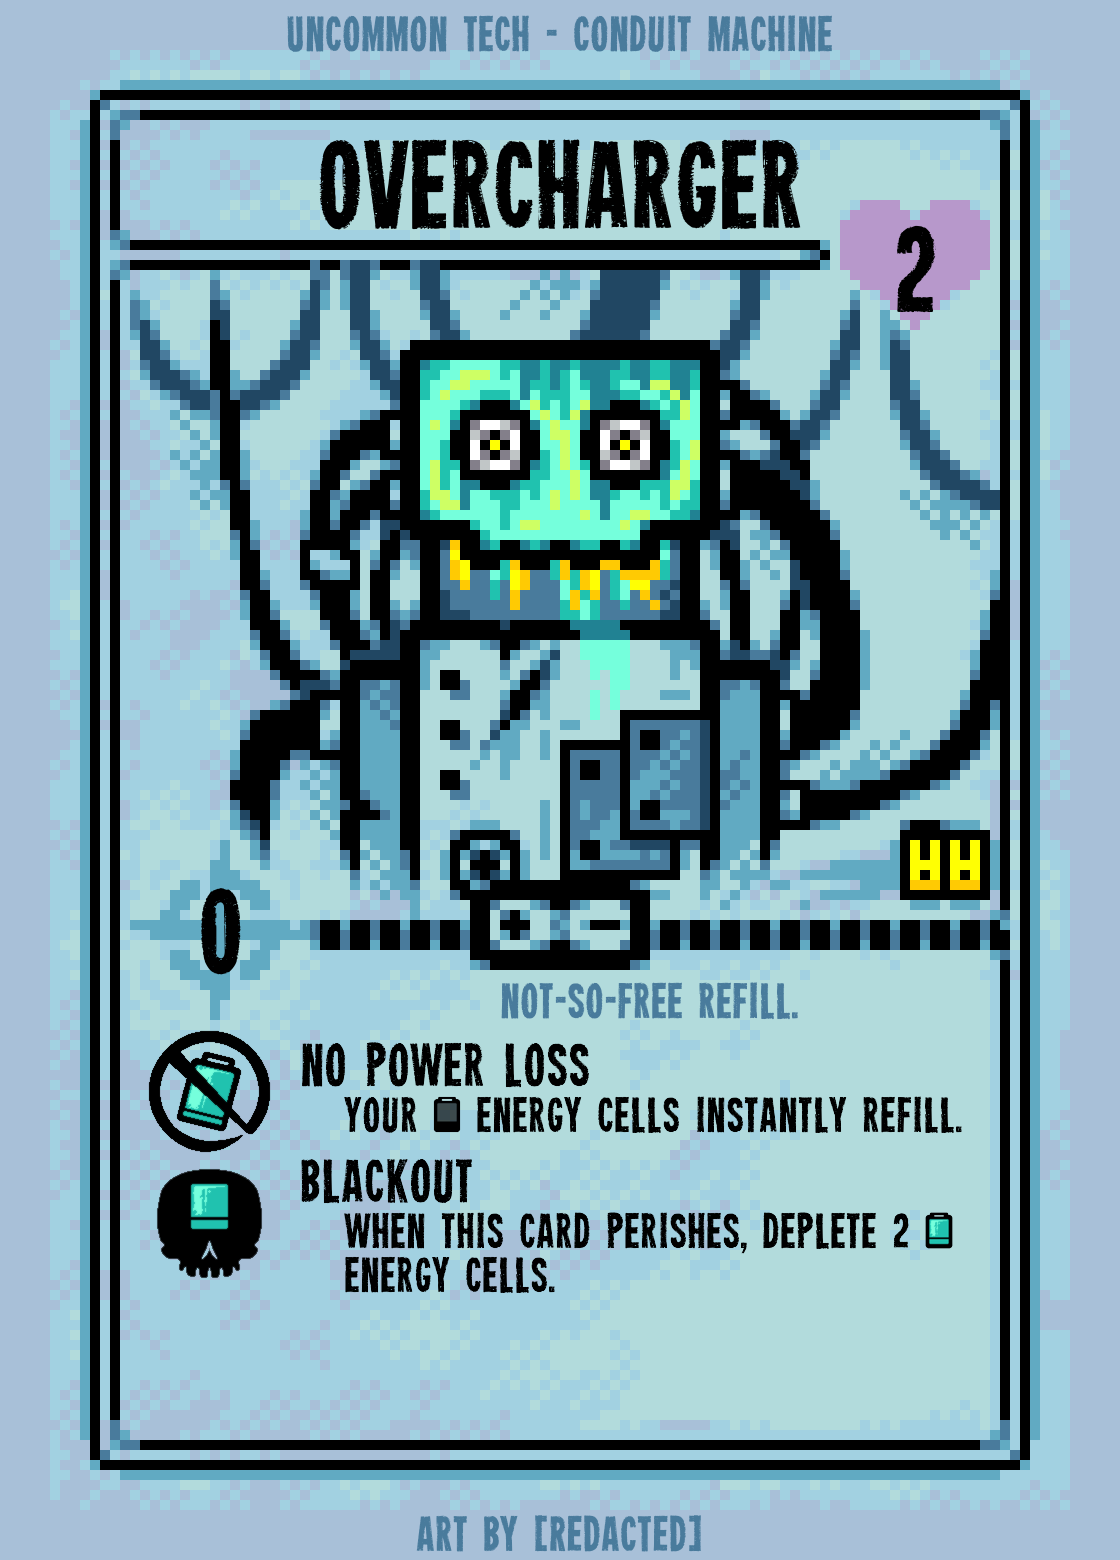 UNCOMMON TECH - CONDUIT MACHINE
OVERCHARGER
2
0
NOT-SO-FREE REFILL.
NO POWER LOSS
YOUR ENERGY CELLS INSTANTLY REFILL.
BLACKOUT
WHEN THIS CARD PERISHES, DEPLETE 2
ENERGY CELLS.
ART BY [REDACTED]